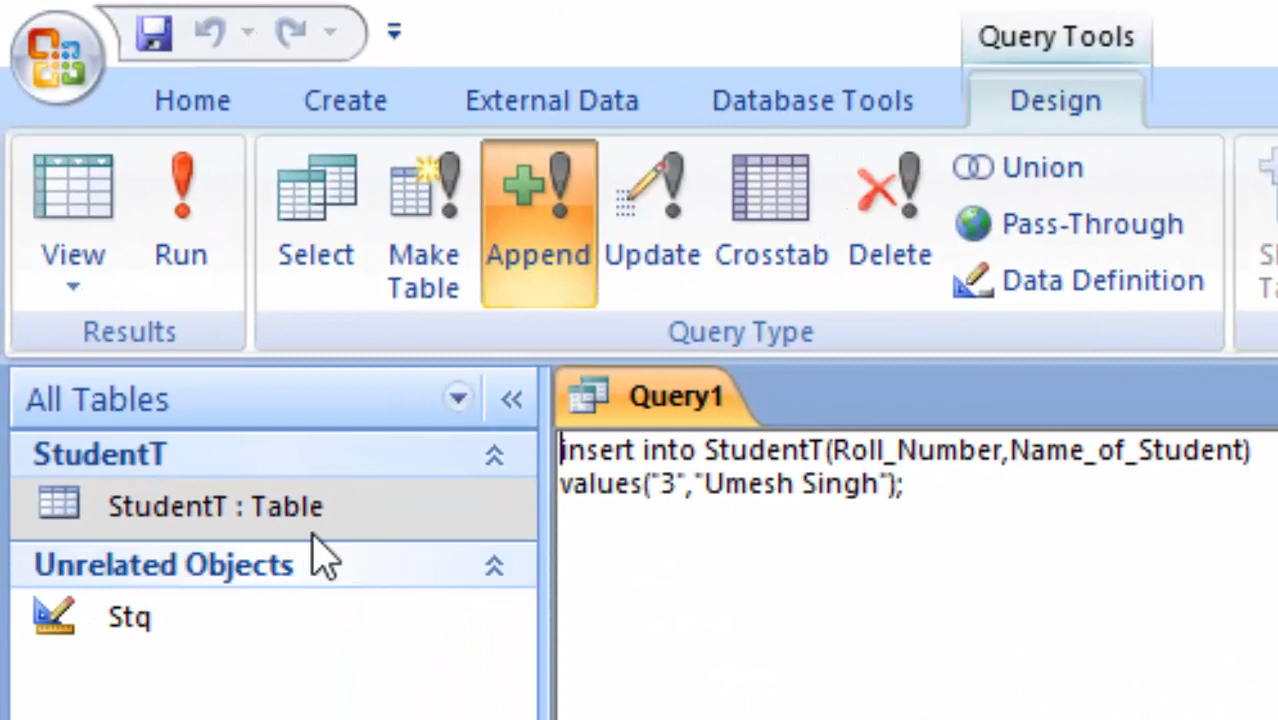 Query Tools
Home Create External Data Database Tools Design
View Run Select Make Table Append Update Crosstab Delete
Union
Pass-Through
Data Definition
Results Query Type
All Tables
StudentT
StudentT : Table
Unrelated Objects
Stq
Query1
insert into StudentT(Roll_Number,Name_of_Student)
values("3","Umesh Singh");